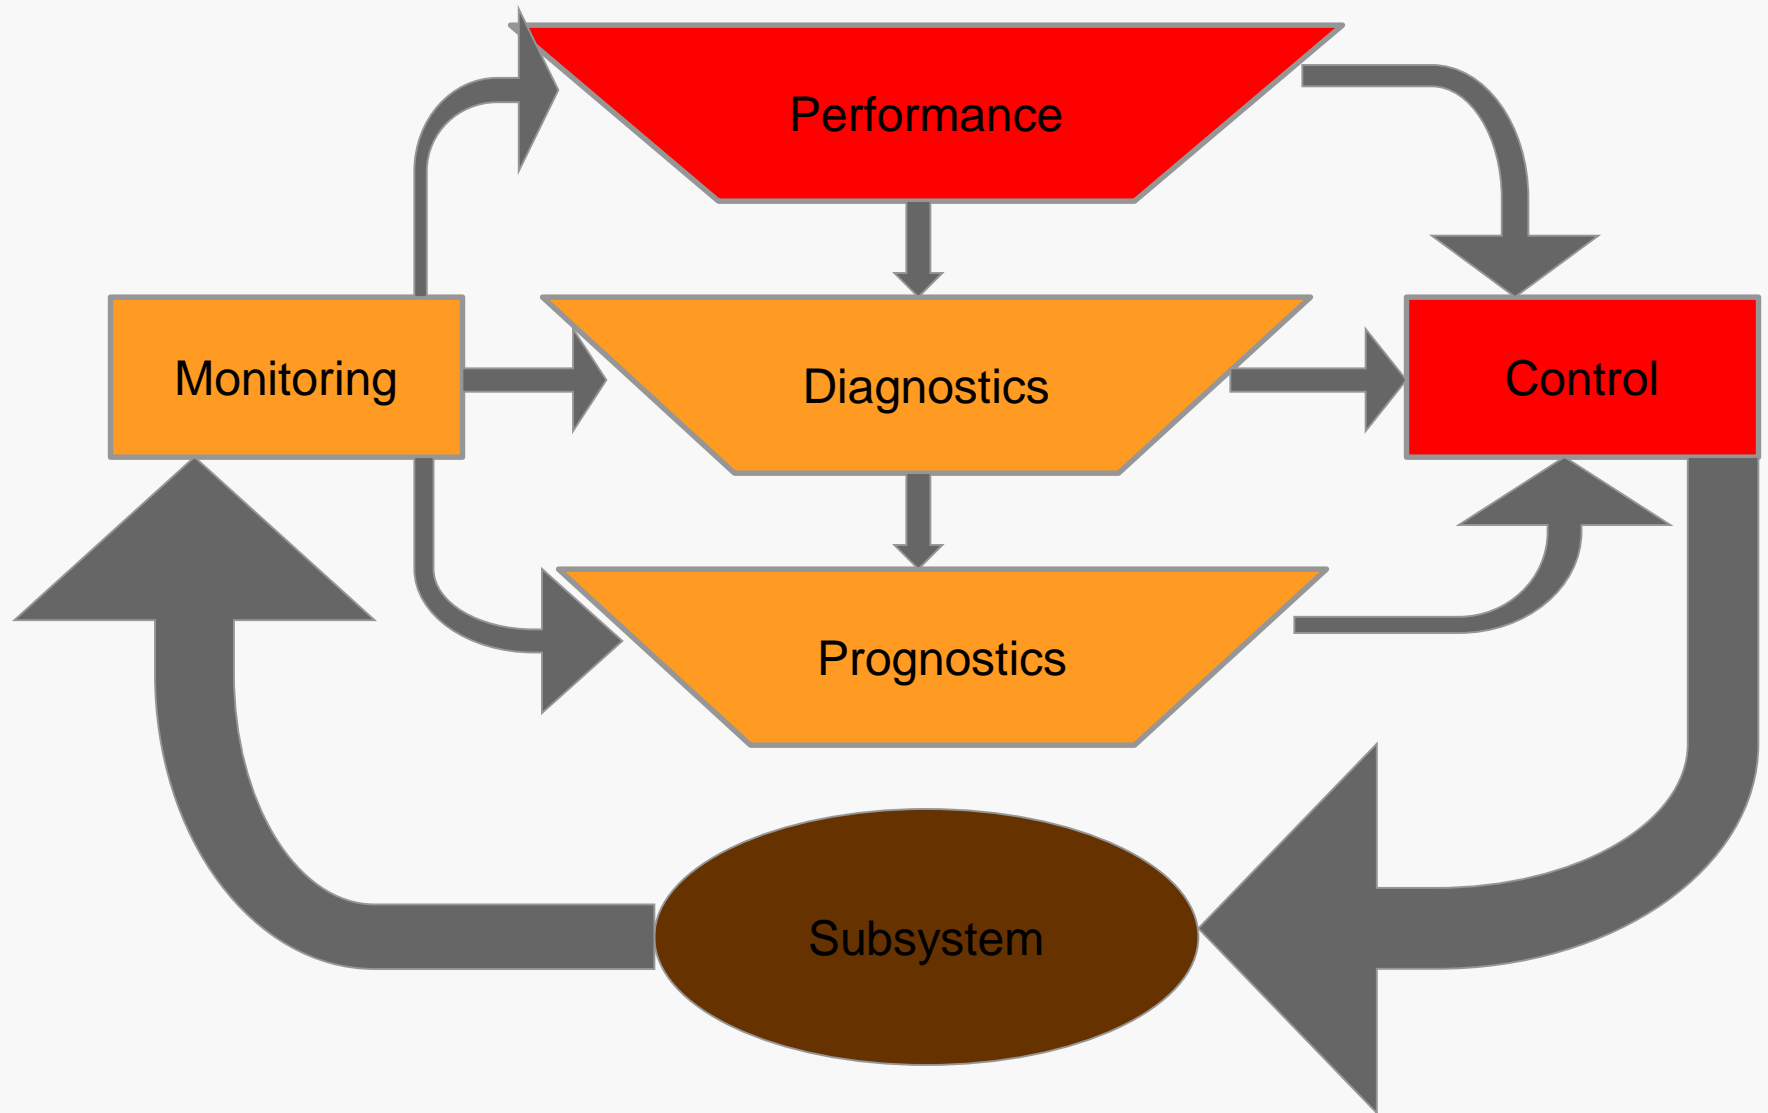 Performance
Monitoring
Diagnostics
Control
Prognostics
Subsystem